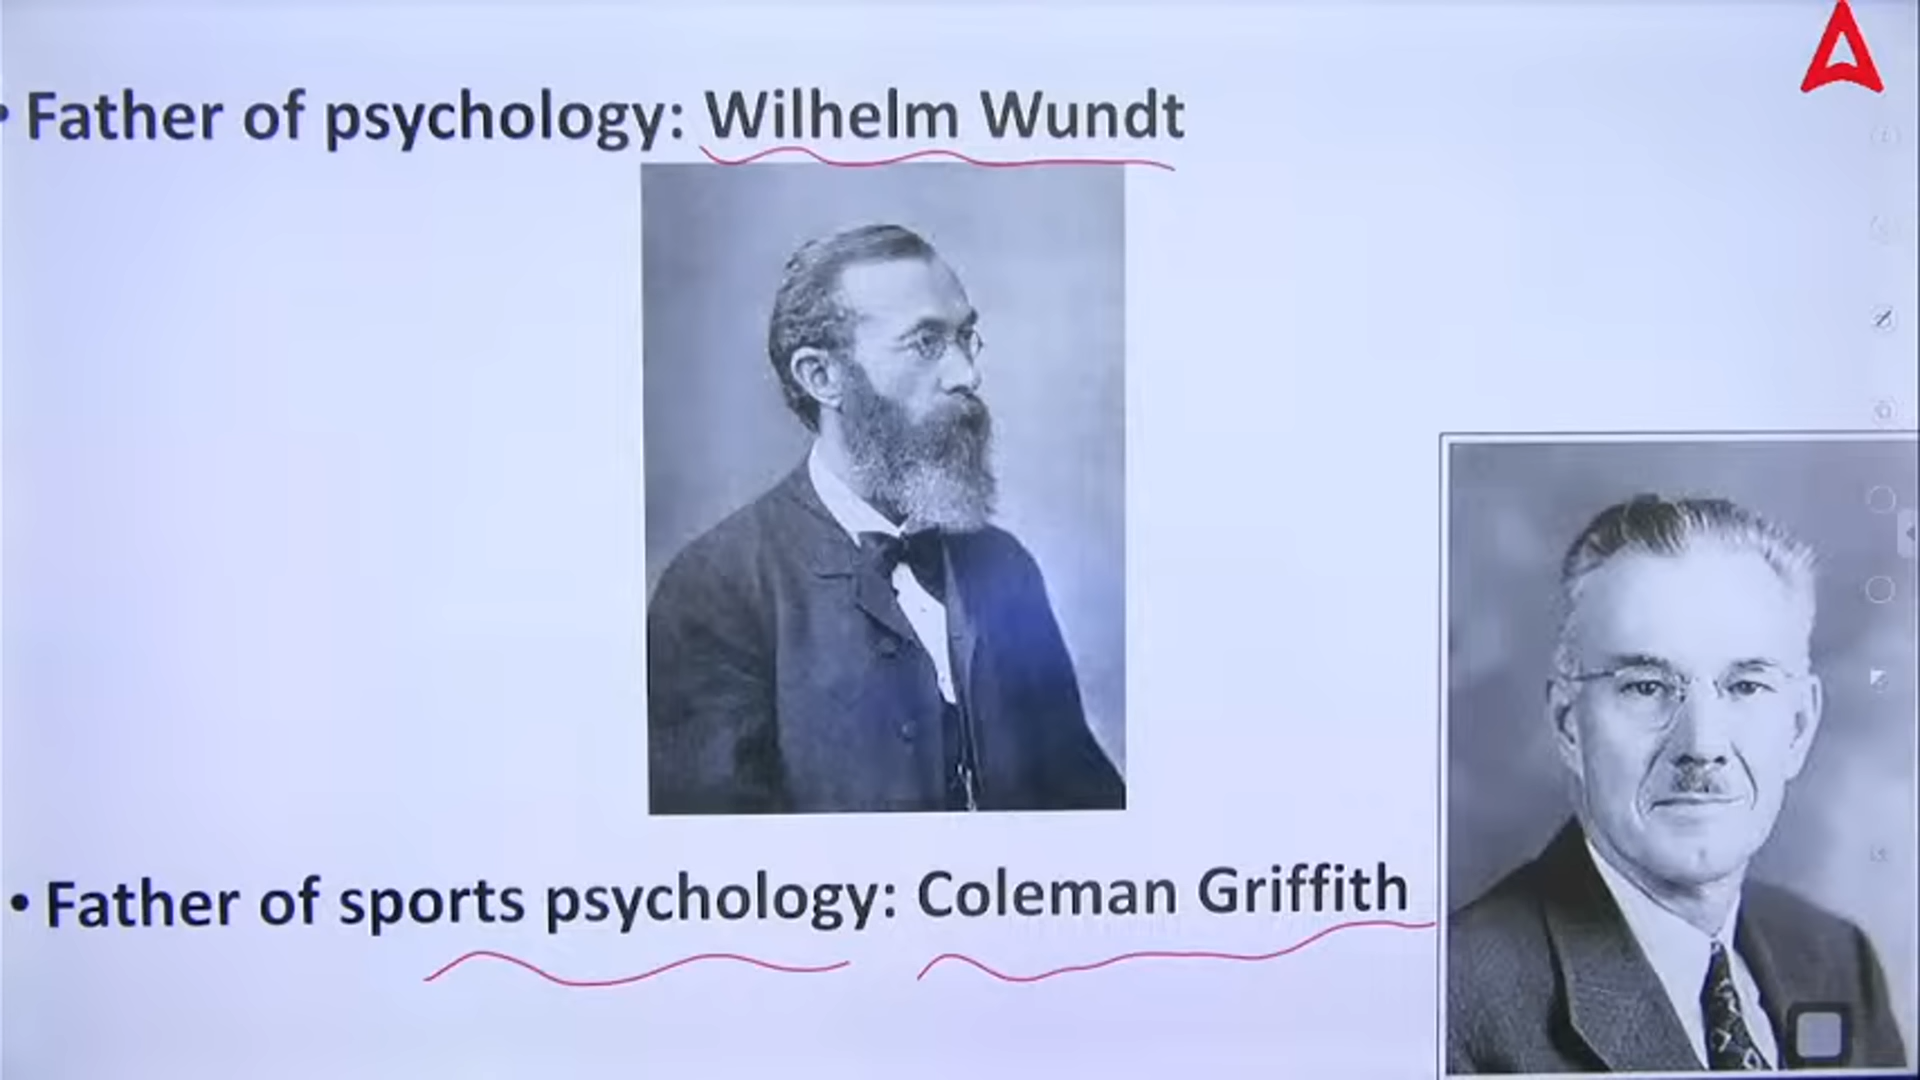 • Father of psychology: Wilhelm Wundt
• Father of sports psychology: Coleman Griffith